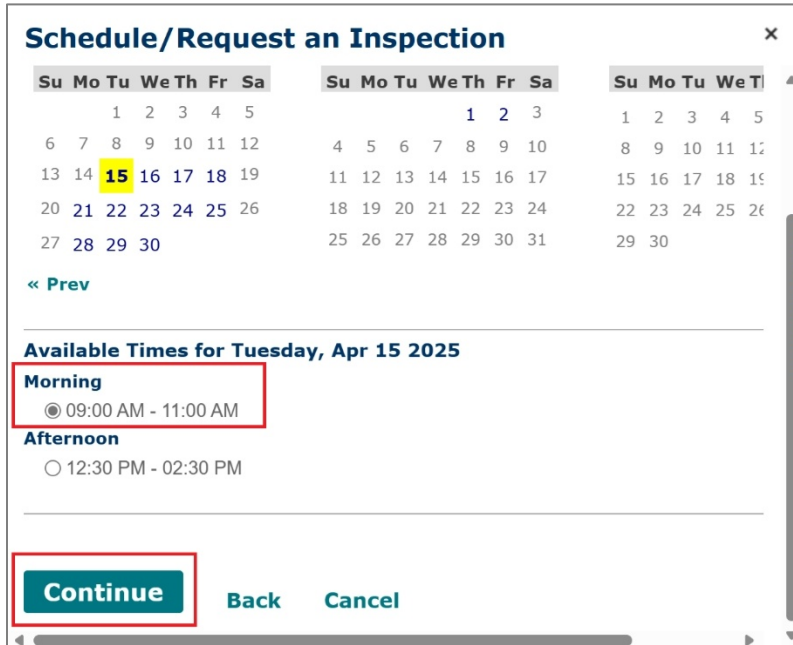 Schedule/Request an Inspection ×
Su Mo Tu We Th Fr Sa Su Mo Tu We Th Fr Sa Su Mo Tu We
1 2 3 4 5 1 2 3 1 2 3 4 5
6 7 8 9 10 11 12 4 5 6 7 8 9 10 8 9 10 11 12
13 14 15 16 17 18 19 11 12 13 14 15 16 17 15 16 17 18 19
20 21 22 23 24 25 26 18 19 20 21 22 23 24 22 23 24 25 26
27 28 29 30 25 26 27 28 29 30 31 29 30
« Prev
Available Times for Tuesday, Apr 15 2025
Morning
09:00 AM - 11:00 AM
Afternoon
12:30 PM - 02:30 PM
Continue Back Cancel